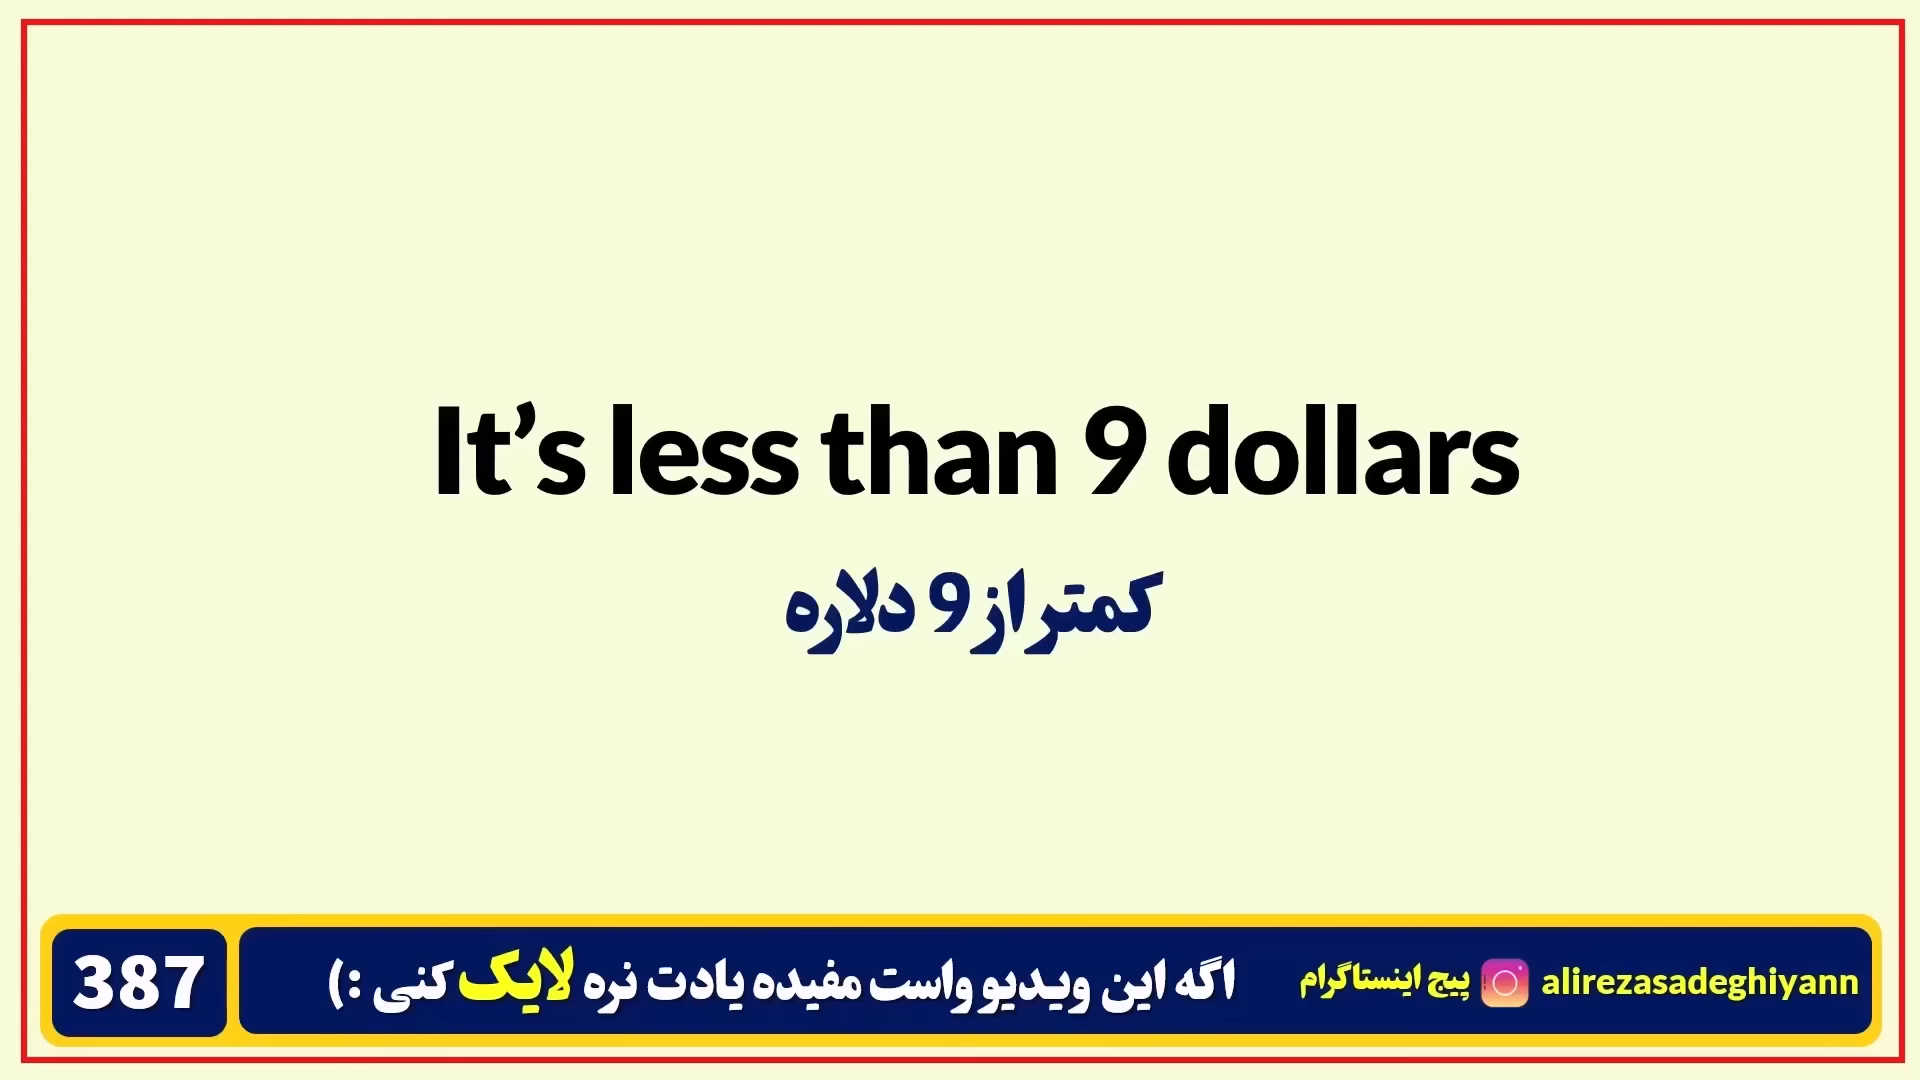 It’s less than 9 dollars
کمتر از 9 دلاره
387
اگه این ویدیو واست مفیده یادت نره لایک کنی :)
پیج اینستاگرام alirezasadeghiyann